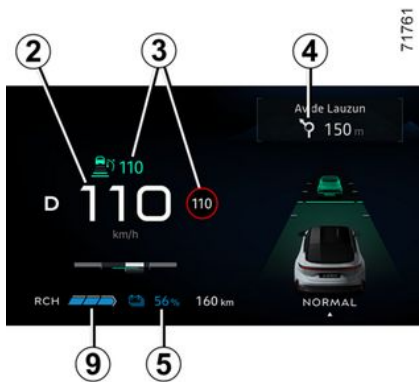 71761
2
3
4
Av de Lauzun
150 m
110
D
110
110
km/h
RCH
56%
160 km
NORMAL
9
5